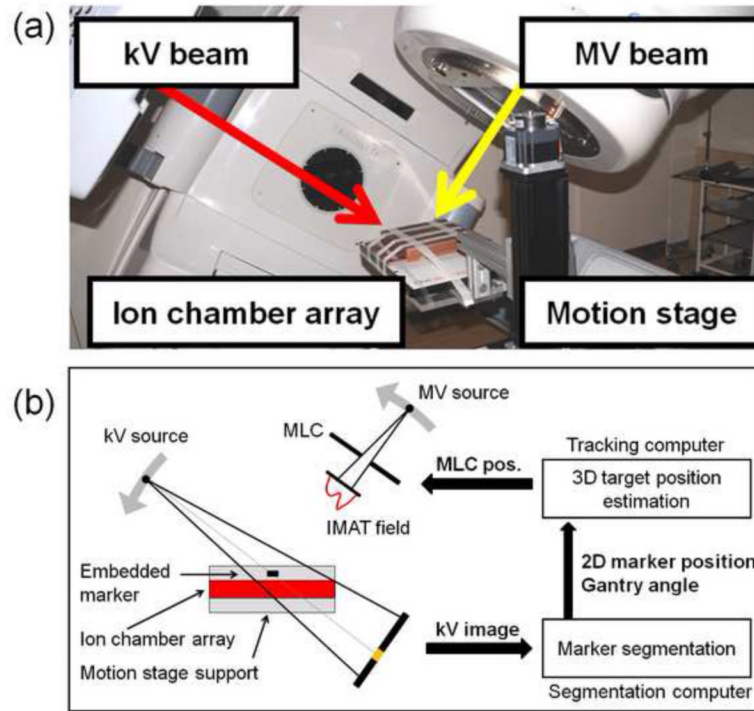 (a)
kV beam
MV beam
Ion chamber array
Motion stage
(b)
kV source
MV source
MLC
MLC pos.
Tracking computer
3D target position
estimation
IMAT field
Embedded
marker
Ion chamber array
Motion stage support
2D marker position
Gantry angle
kV image
Marker segmentation
Segmentation computer